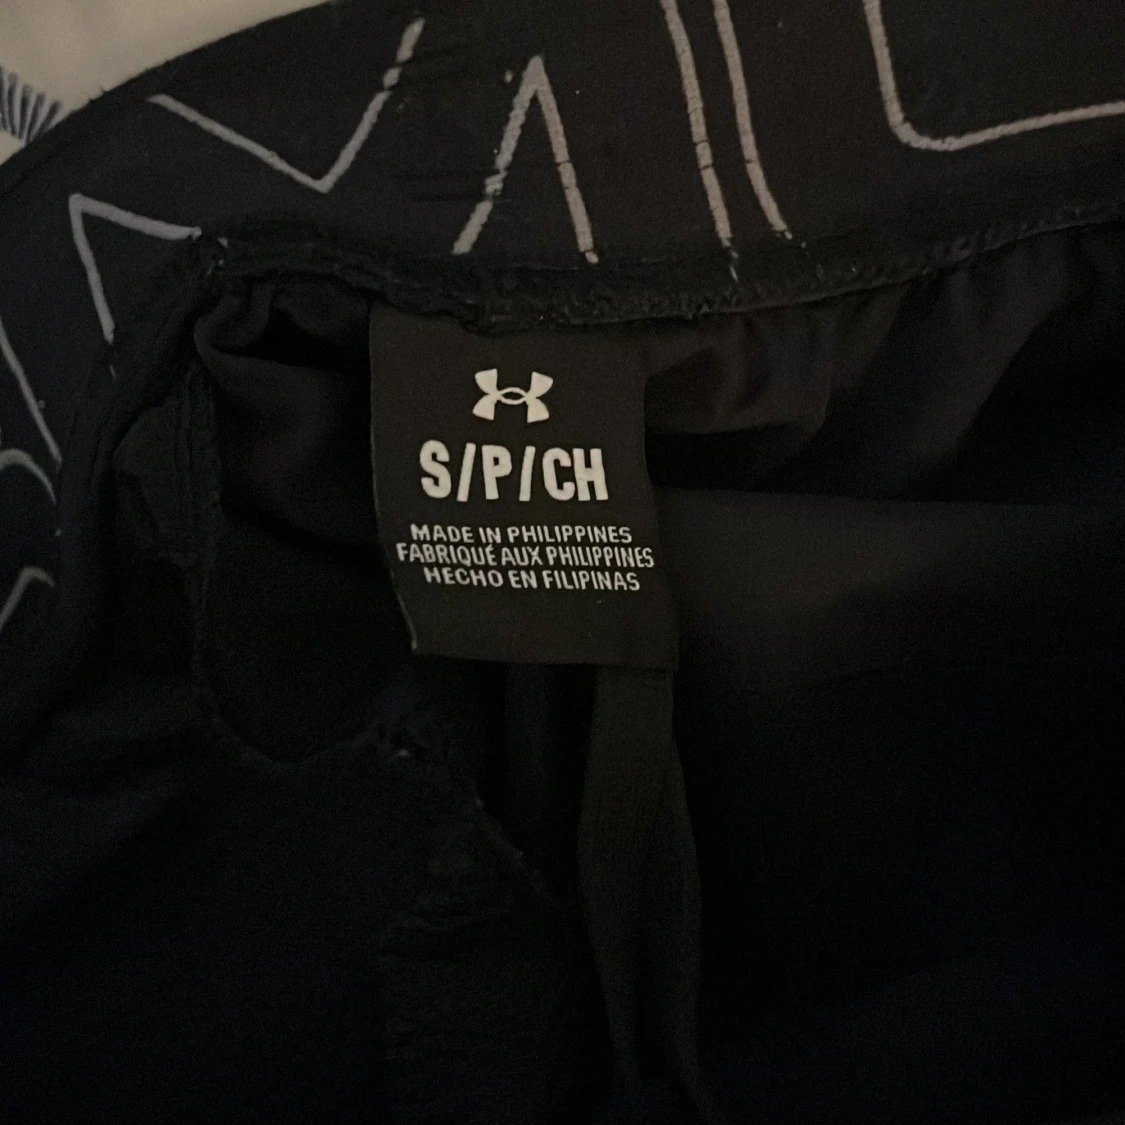 S/P/CH
MADE IN PHILIPPINES
FABRIQUÉ AUX PHILIPPINES
HECHO EN FILIPINAS